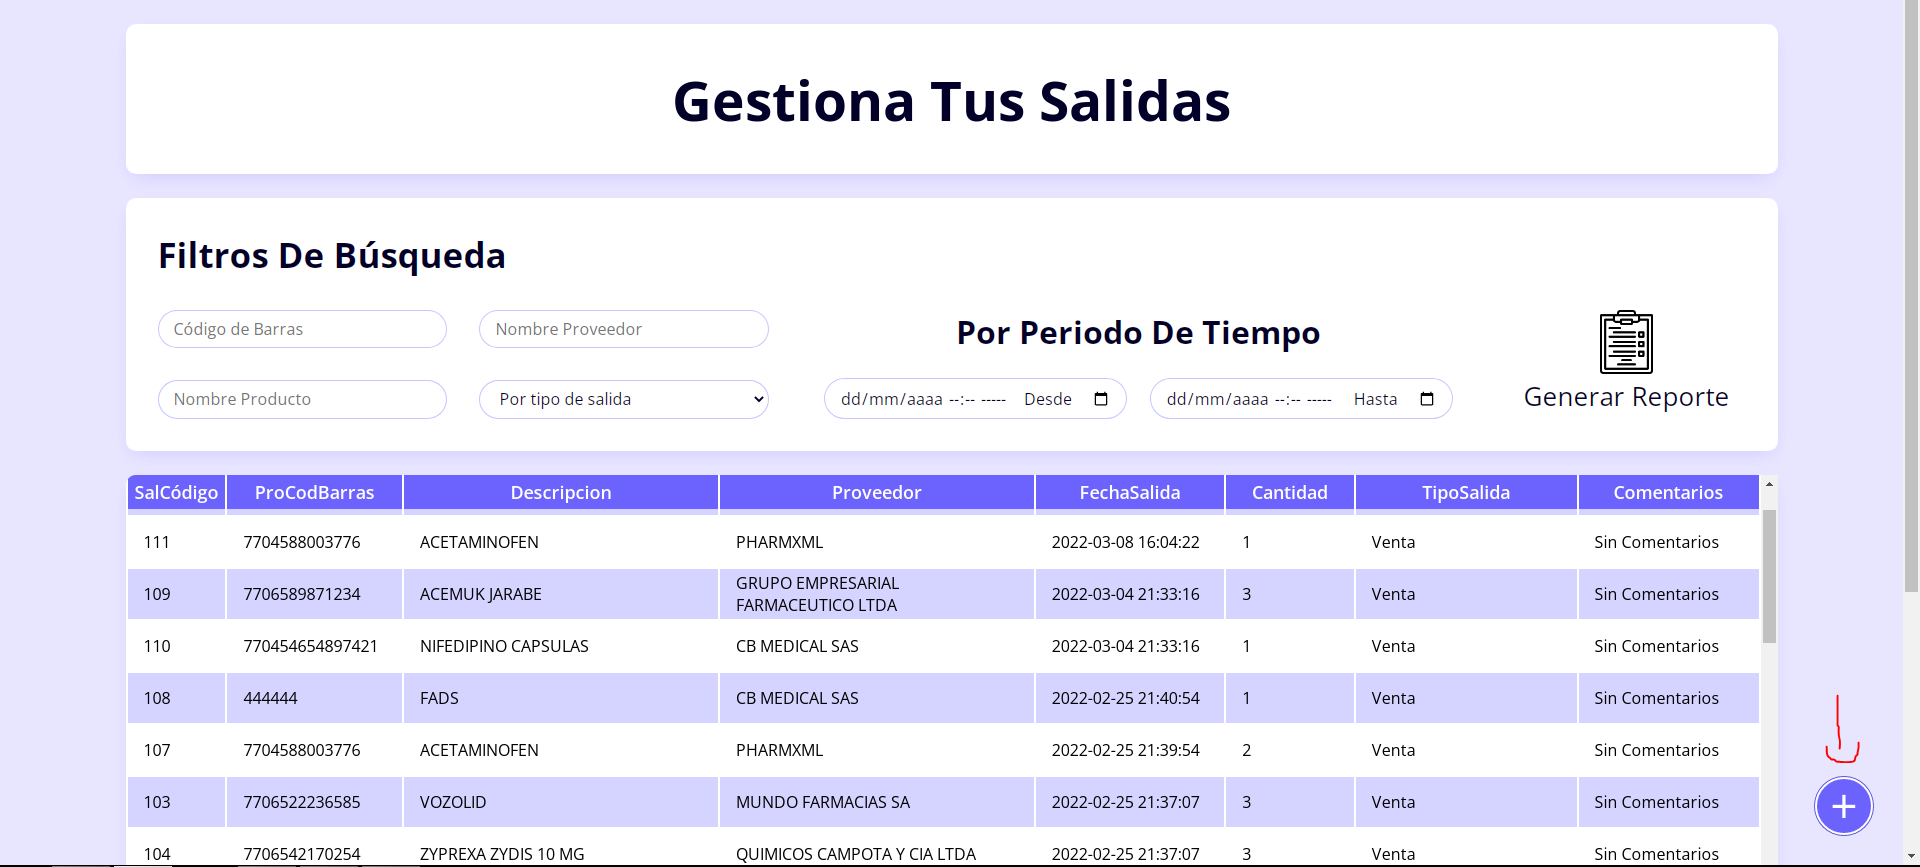 Gestiona Tus Salidas
Filtros De Búsqueda
Código de Barras
Nombre Proveedor
Por Periodo De Tiempo
Nombre Producto
Por tipo de salida
dd/mm/aaaa --:-- -----  Desde
dd/mm/aaaa --:-- -----  Hasta
Generar Reporte
SalCódigo ProCodBarras Descripcion Proveedor FechaSalida Cantidad TipoSalida Comentarios
111 7704588003776 ACETAMINOFEN PHARMXML 2022-03-08 16:04:22 1 Venta Sin Comentarios
109 7706589871234 ACEMUK JARABE GRUPO EMPRESARIAL FARMACEUTICO LTDA 2022-03-04 21:33:16 3 Venta Sin Comentarios
110 770454654897421 NIFEDIPINO CAPSULAS CB MEDICAL SAS 2022-03-04 21:33:16 1 Venta Sin Comentarios
108 444444 FADS CB MEDICAL SAS 2022-02-25 21:40:54 1 Venta Sin Comentarios
107 7704588003776 ACETAMINOFEN PHARMXML 2022-02-25 21:39:54 2 Venta Sin Comentarios
103 7706522236585 VOZOLID MUNDO FARMACIAS SA 2022-02-25 21:37:07 3 Venta Sin Comentarios
104 7706542170254 ZYPREXA ZYDIS 10 MG QUIMICOS CAMPOTA Y CIA LTDA 2022-02-25 21:37:07 3 Venta Sin Comentarios